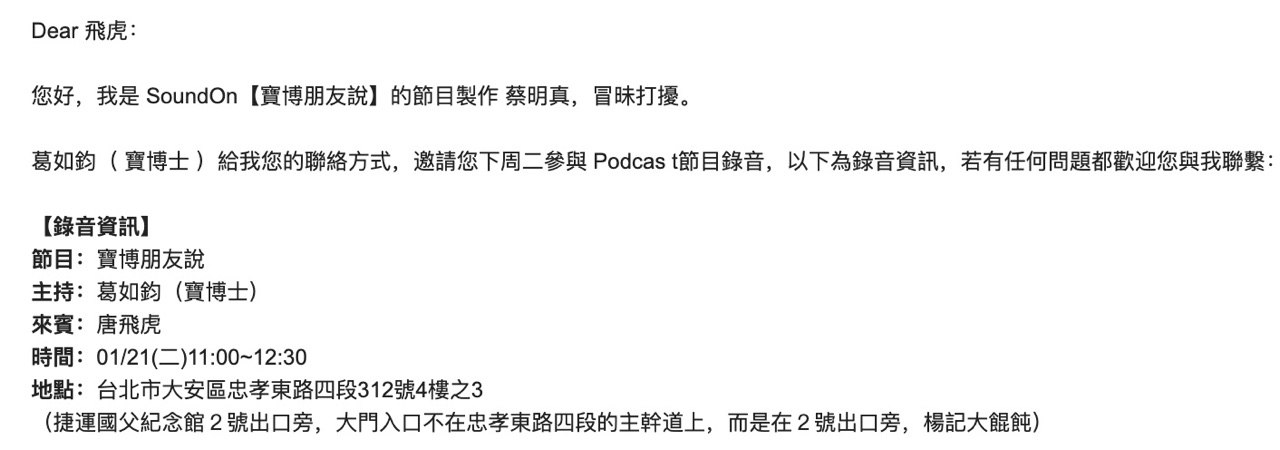 Dear 飛虎：
您好，我是 SoundOn【寶博朋友說】的節目製作 蔡明真，冒昧打擾。
葛如鈞（ 寶博士 ）給我您的聯絡方式，邀請您下周二參與 Podcas t節目錄音，以下為錄音資訊，若有任何問題都歡迎您與我聯繫：
【錄音資訊】
節目：寶博朋友說
主持：葛如鈞（寶博士）
來賓：唐飛虎
時間：01/21(二)11:00~12:30
地點：台北市大安區忠孝東路四段312號4樓之3
（捷運國父紀念館２號出口旁，大門入口不在忠孝東路四段的主幹道上，而是在２號出口旁，楊記大餛飩）